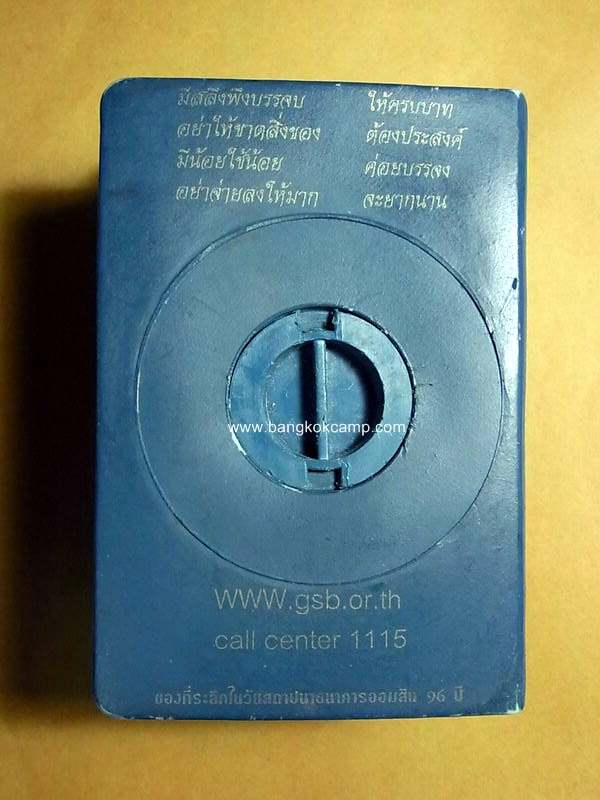 มีสลึงพึงบรรจบ ให้ครบบาท
อย่าให้ขาดสิ่งของ ต้องประสงค์
มีน้อยใช้น้อย ค่อยบรรจง
อย่าจ่ายลงให้มาก จะยากนาน
www.bangkokcamp.com
WWW.gsb.or.th
call center 1115
ของที่ระลึกในวันสถาปนาธนาคารออมสิน 96 ปี